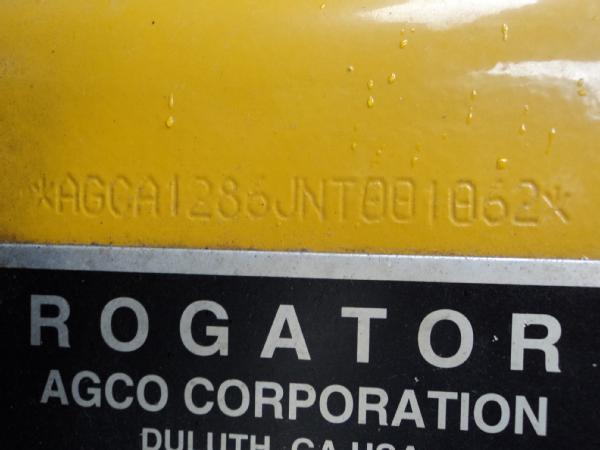 *AGCA1286JNT001062*
ROGATOR
AGCO CORPORATION
DULUTH, GA USA